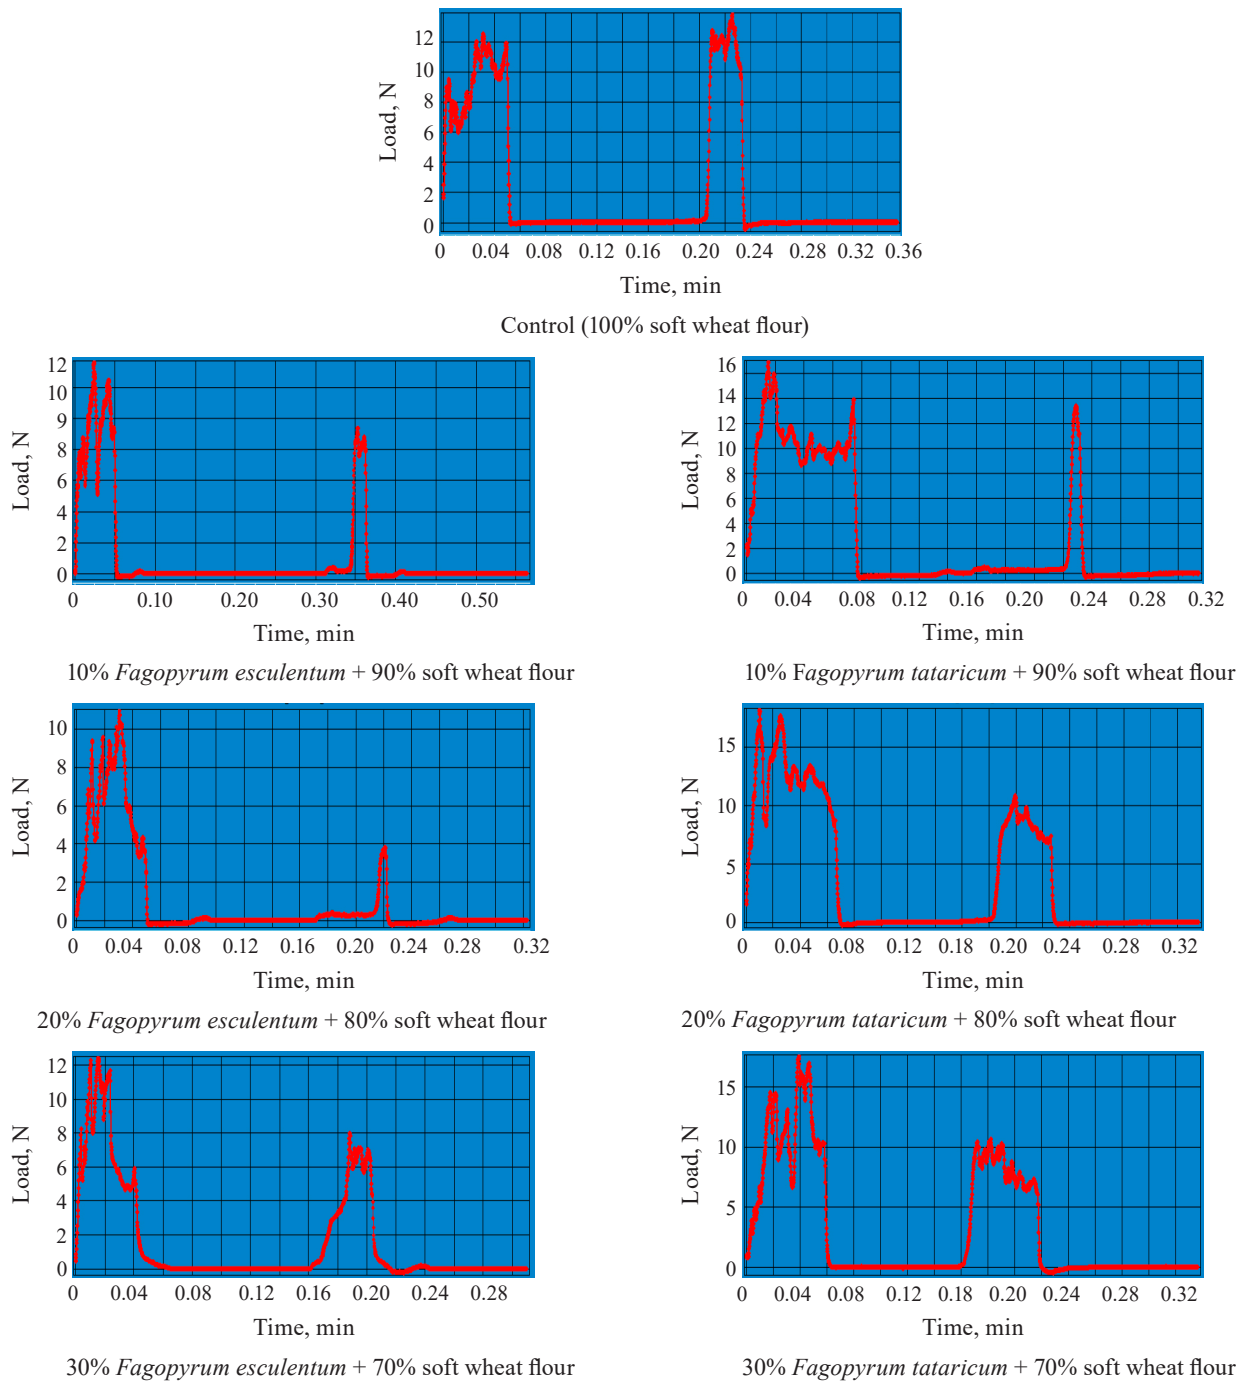 12
10
8
6
4
2
0
Load, N
0 0.04 0.08 0.12 0.16 0.20 0.24 0.28 0.32 0.36
Time, min
Control (100% soft wheat flour)
12
10
9
8
6
4
2
0
Load, N
0 0.10 0.20 0.30 0.40 0.50
Time, min
10% Fagopyrum esculentum + 90% soft wheat flour
16
14
12
10
8
6
4
2
0
Load, N
0 0.04 0.08 0.12 0.16 0.20 0.24 0.28 0.32
Time, min
10% Fagopyrum tataricum + 90% soft wheat flour
10
8
6
4
2
0
Load, N
0 0.04 0.08 0.12 0.16 0.20 0.24 0.28 0.32
Time, min
20% Fagopyrum esculentum + 80% soft wheat flour
15
10
5
0
Load, N
0 0.04 0.08 0.12 0.16 0.20 0.24 0.28 0.32
Time, min
20% Fagopyrum tataricum + 80% soft wheat flour
12
10
8
6
4
2
0
Load, N
0 0.04 0.08 0.12 0.16 0.20 0.24 0.28
Time, min
30% Fagopyrum esculentum + 70% soft wheat flour
15
10
5
0
Load, N
0 0.04 0.08 0.12 0.16 0.20 0.24 0.28 0.32
Time, min
30% Fagopyrum tataricum + 70% soft wheat flour